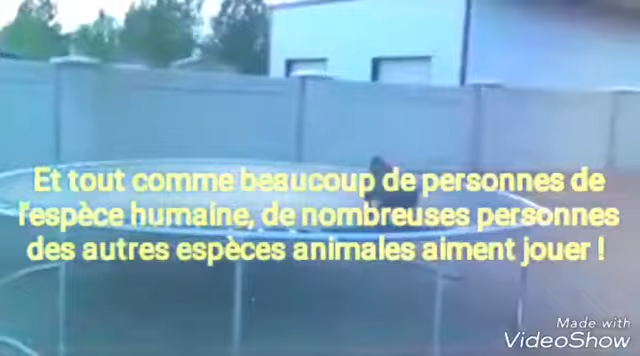 Et tout comme beaucoup de personnes de
l'espèce humaine, de nombreuses personnes
des autres espèces animales aiment jouer !
Made with
VideoShow